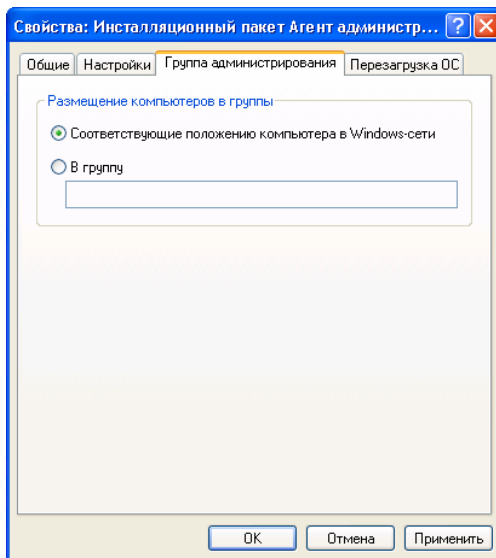 Свойства: Инсталляционный пакет Агент администр...
Общие Настройки Группа администрирования Перезагрузка ОС
Размещение компьютеров в группы
Соответствующие положению компьютера в Windows-сети
В группу
OK Отмена Применить